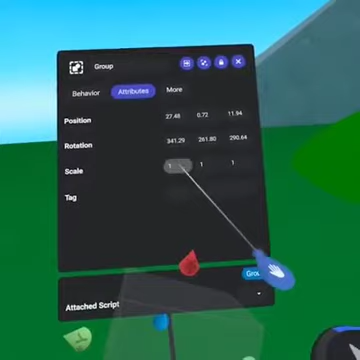 Group
Behavior Attributes More
Position 27.48 0.72 11.94
Rotation 341.29 261.80 290.64
Scale 1 1 1
Tag
Attached Script